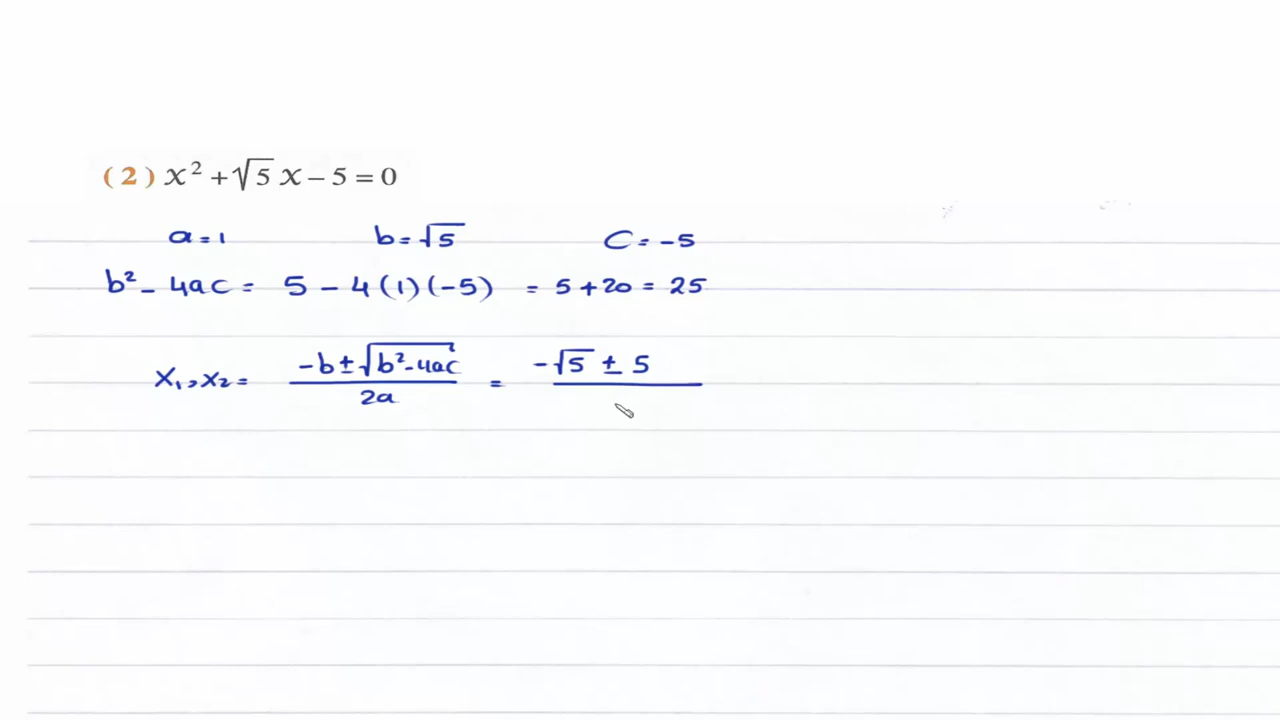 (2) x² + √5 x − 5 = 0
a = 1 b = √5 C = −5
b² − 4ac = 5 − 4(1)(−5) = 5 + 20 = 25
x₁, x₂ = (−b ± √(b² − 4ac)) / 2a = −√5 ± 5